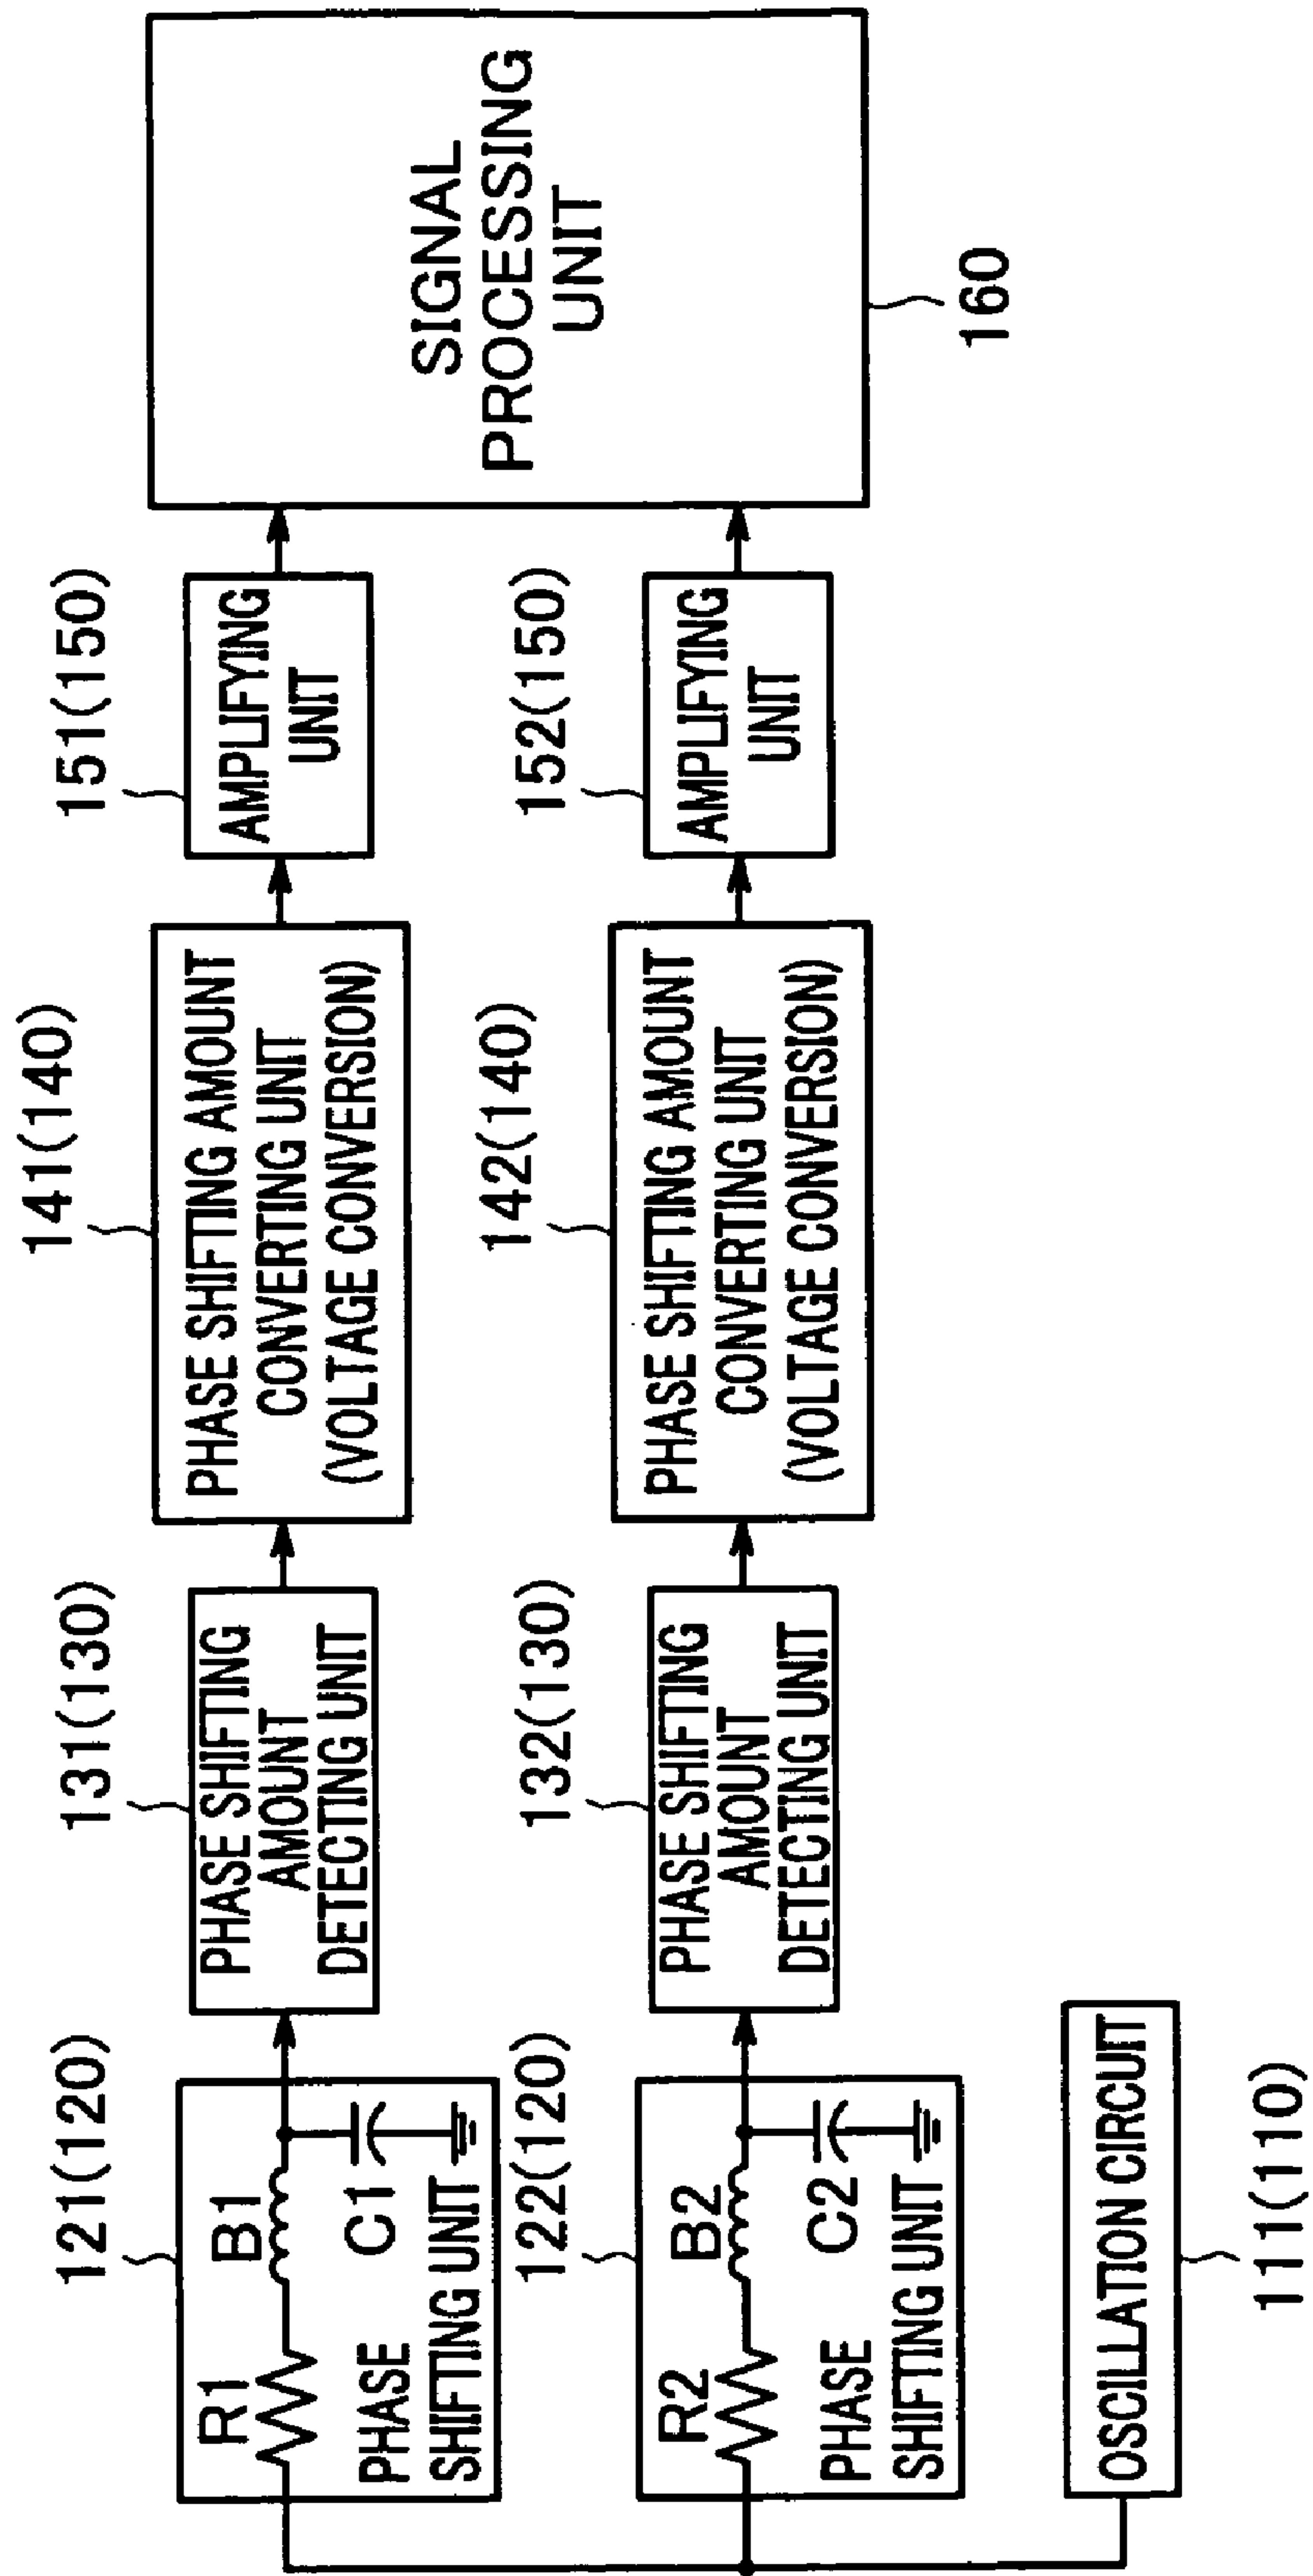 121(120)
R1
B1
C1
PHASE
SHIFTING UNIT
131(130)
PHASE SHIFTING
AMOUNT
DETECTING UNIT
141(140)
PHASE SHIFTING AMOUNT
CONVERTING UNIT
(VOLTAGE CONVERSION)
151(150)
AMPLIFYING
UNIT
SIGNAL
PROCESSING
UNIT
160
122(120)
R2
B2
C2
PHASE
SHIFTING UNIT
132(130)
PHASE SHIFTING
AMOUNT
DETECTING UNIT
142(140)
PHASE SHIFTING AMOUNT
CONVERTING UNIT
(VOLTAGE CONVERSION)
152(150)
AMPLIFYING
UNIT
OSCILLATION CIRCUIT
111(110)